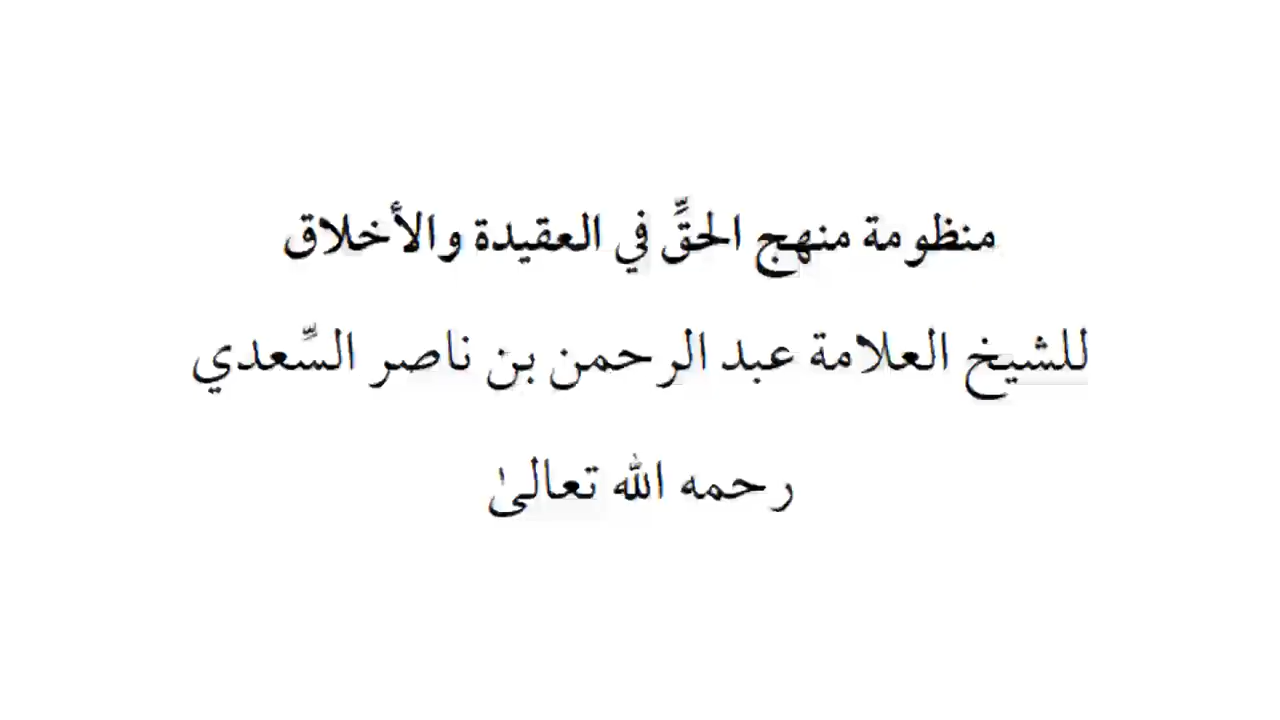 منظومة منهج الحقِّ في العقيدة والأخلاق
للشيخ العلامة عبد الرحمن بن ناصر السِّعدي
رحمه الله تعالىٰ